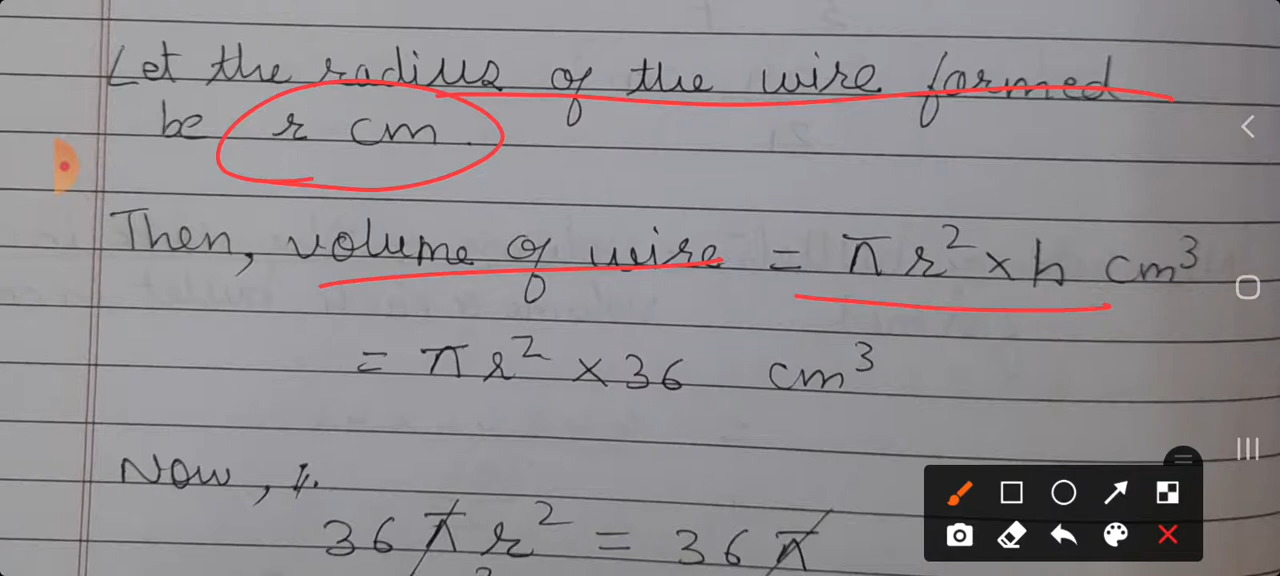 Let the radius of the wire formed
be r cm.
Then, volume of wire = πr² × h cm³
= πr² × 36 cm³
Now,
36πr² = 36π